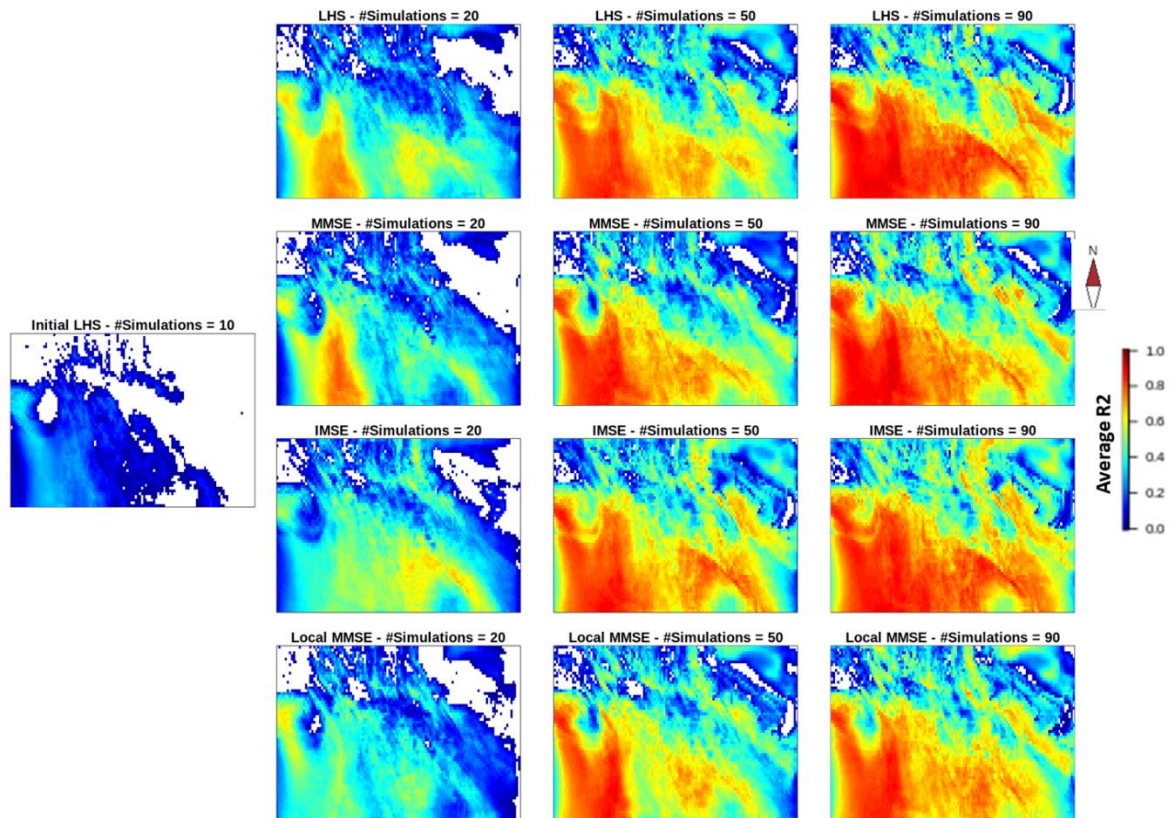 LHS - #Simulations = 20
LHS - #Simulations = 50
LHS - #Simulations = 90
MMSE - #Simulations = 20
MMSE - #Simulations = 50
MMSE - #Simulations = 90
N
Initial LHS - #Simulations = 10
1.0
0.8
0.6
0.4
0.2
0.0
Average R2
IMSE - #Simulations = 20
IMSE - #Simulations = 50
IMSE - #Simulations = 90
Local MMSE - #Simulations = 20
Local MMSE - #Simulations = 50
Local MMSE - #Simulations = 90